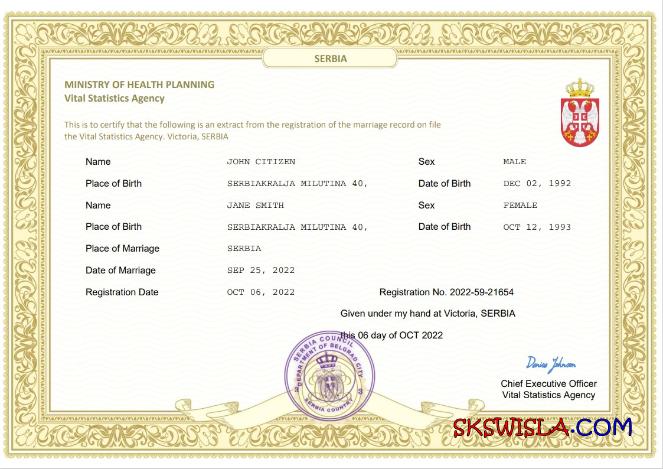 SERBIA
MINISTRY OF HEALTH PLANNING
Vital Statistics Agency
This is to certify that the following is an extract from the registration of the marriage record on file
the Vital Statistics Agency. Victoria, SERBIA
Name JOHN CITIZEN Sex MALE
Place of Birth SERBIAKRALJA MILUTINA 40, Date of Birth DEC 02, 1992
Name JANE SMITH Sex FEMALE
Place of Birth SERBIAKRALJA MILUTINA 40, Date of Birth OCT 12, 1993
Place of Marriage SERBIA
Date of Marriage SEP 25, 2022
Registration Date OCT 06, 2022 Registration No. 2022-59-21654
Given under my hand at Victoria, SERBIA
this 06 day of OCT 2022
SERBIA COUNCIL
DEPARTMENT OF BELGRAD CITY
SERBIA COUNTRY
Denise Johnson
Chief Executive Officer
Vital Statistics Agency
SKSWISLA.COM